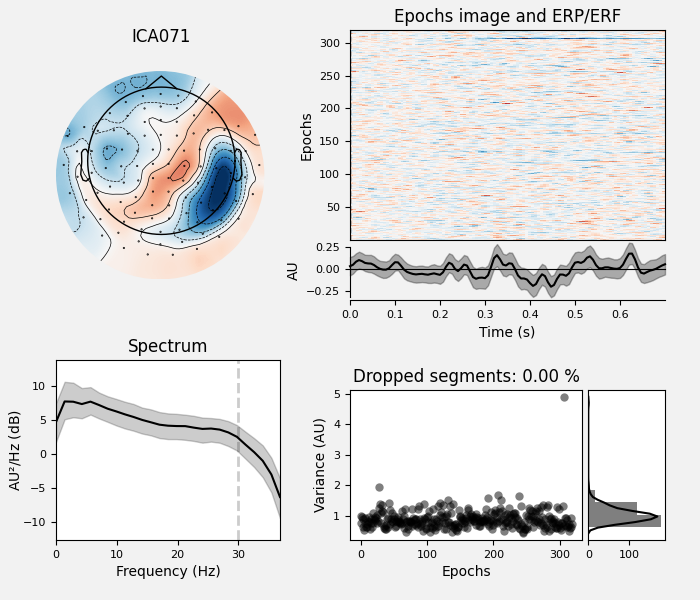 ICA071
Epochs image and ERP/ERF
Epochs
300
250
200
150
100
50
AU
0.25
0.00
−0.25
0.0 0.1 0.2 0.3 0.4 0.5 0.6
Time (s)
Spectrum
AU²/Hz (dB)
10
5
0
−5
−10
0 10 20 30
Frequency (Hz)
Dropped segments: 0.00 %
Variance (AU)
5
4
3
2
1
0 100 200 300
Epochs
0 100